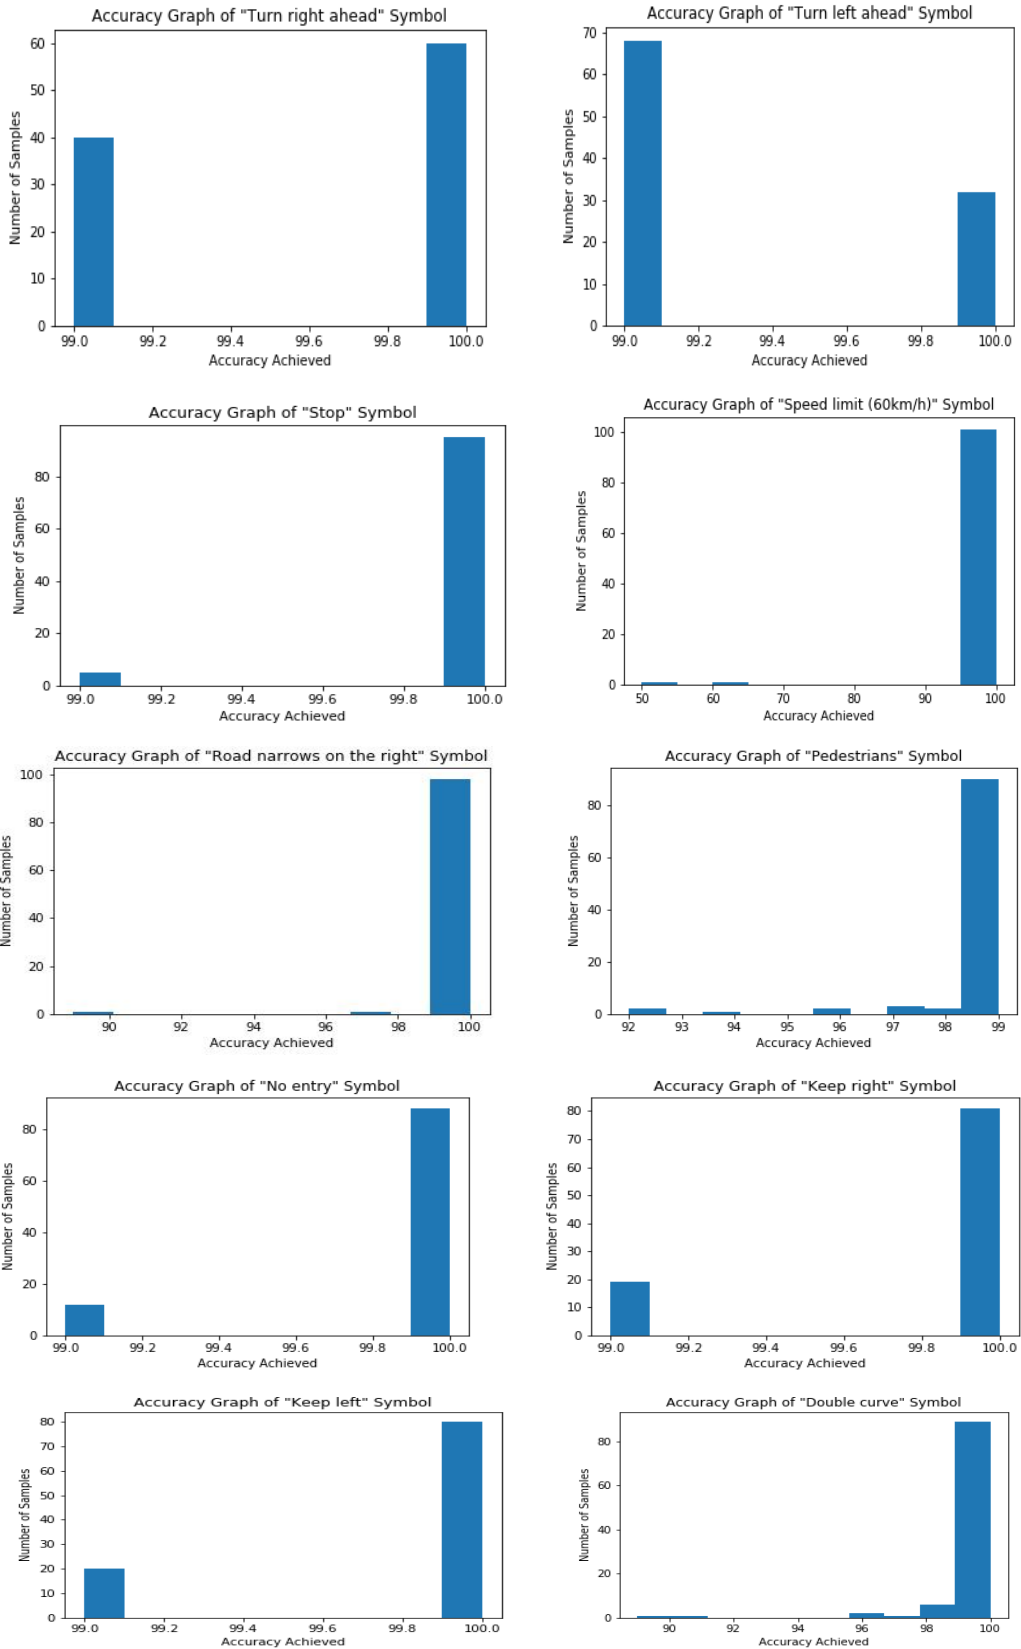 Accuracy Graph of "Turn right ahead" Symbol
60
50
40
30
20
10
0
Number of Samples
99.0 99.2 99.4 99.6 99.8 100.0
Accuracy Achieved
Accuracy Graph of "Turn left ahead" Symbol
70
60
50
40
30
20
10
0
Number of Samples
99.0 99.2 99.4 99.6 99.8 100.0
Accuracy Achieved
Accuracy Graph of "Stop" Symbol
80
60
40
20
0
Number of Samples
99.0 99.2 99.4 99.6 99.8 100.0
Accuracy Achieved
Accuracy Graph of "Speed limit (60km/h)" Symbol
100
80
60
40
20
0
Number of Samples
50 60 70 80 90 100
Accuracy Achieved
Accuracy Graph of "Road narrows on the right" Symbol
100
80
60
40
20
0
Number of Samples
90 92 94 96 98 100
Accuracy Achieved
Accuracy Graph of "Pedestrians" Symbol
80
60
40
20
0
Number of Samples
92 93 94 95 96 97 98 99
Accuracy Achieved
Accuracy Graph of "No entry" Symbol
80
60
40
20
0
Number of Samples
99.0 99.2 99.4 99.6 99.8 100.0
Accuracy Achieved
Accuracy Graph of "Keep right" Symbol
80
70
60
50
40
30
20
10
0
Number of Samples
99.0 99.2 99.4 99.6 99.8 100.0
Accuracy Achieved
Accuracy Graph of "Keep left" Symbol
80
70
60
50
40
30
20
10
0
Number of Samples
99.0 99.2 99.4 99.6 99.8 100.0
Accuracy Achieved
Accuracy Graph of "Double curve" Symbol
80
60
40
20
0
Number of Samples
90 92 94 96 98 100
Accuracy Achieved